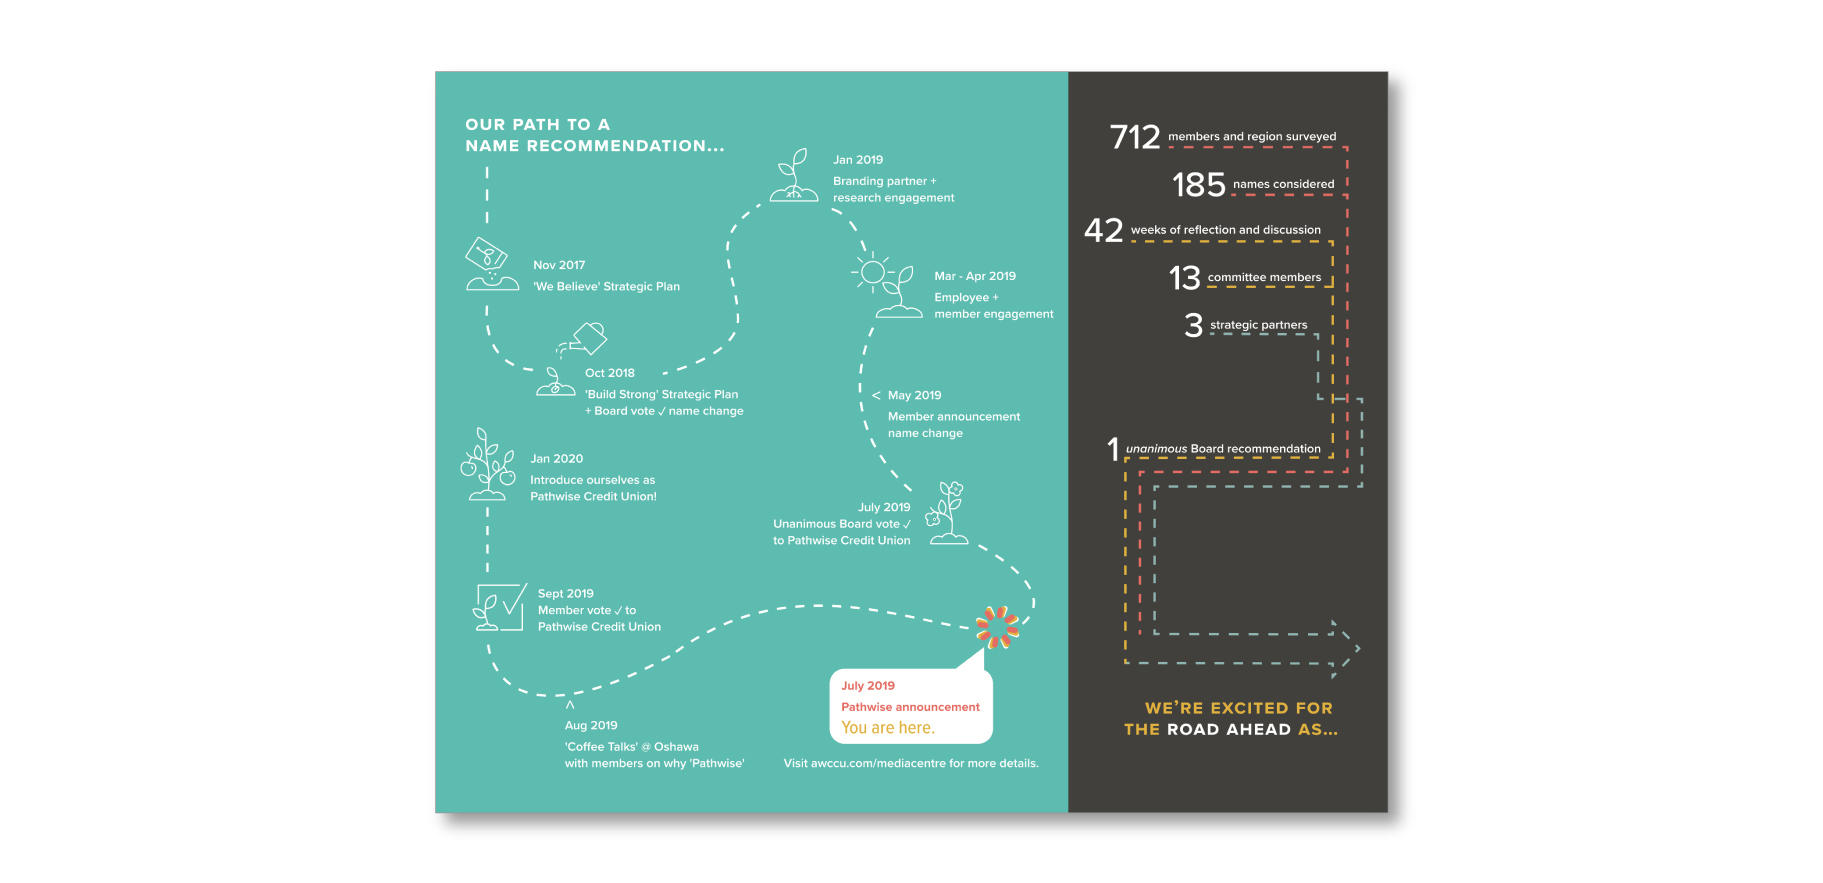 OUR PATH TO A
NAME RECOMMENDATION...
Nov 2017
'We Believe' Strategic Plan
Oct 2018
'Build Strong' Strategic Plan
+ Board vote ✓ name change
Jan 2019
Branding partner +
research engagement
Mar - Apr 2019
Employee +
member engagement
< May 2019
Member announcement
name change
July 2019
Unanimous Board vote ✓
to Pathwise Credit Union
July 2019
Pathwise announcement
You are here.
Visit awccu.com/mediacentre for more details.
^
Aug 2019
'Coffee Talks' @ Oshawa
with members on why 'Pathwise'
Sept 2019
Member vote ✓ to
Pathwise Credit Union
Jan 2020
Introduce ourselves as
Pathwise Credit Union!
712 members and region surveyed
185 names considered
42 weeks of reflection and discussion
13 committee members
3 strategic partners
1 unanimous Board recommendation
WE'RE EXCITED FOR
THE ROAD AHEAD AS...